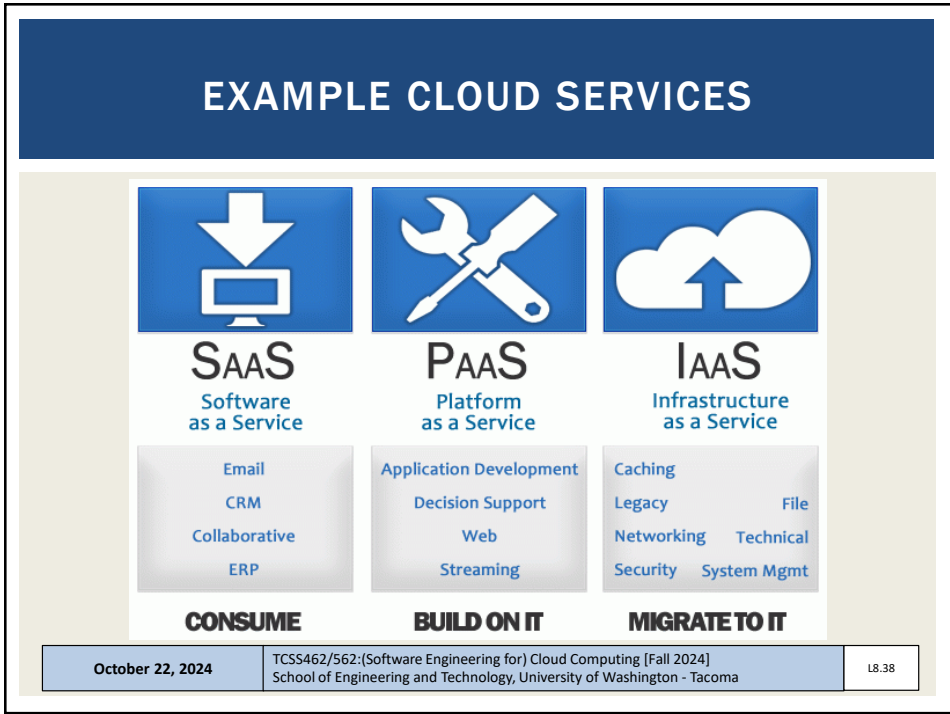 EXAMPLE CLOUD SERVICES
SAAS
Software
as a Service
Email
CRM
Collaborative
ERP
CONSUME
PAAS
Platform
as a Service
Application Development
Decision Support
Web
Streaming
BUILD ON IT
IAAS
Infrastructure
as a Service
Caching
Legacy File
Networking Technical
Security System Mgmt
MIGRATE TO IT
October 22, 2024
TCSS462/562:(Software Engineering for) Cloud Computing [Fall 2024]
School of Engineering and Technology, University of Washington - Tacoma
L8.38